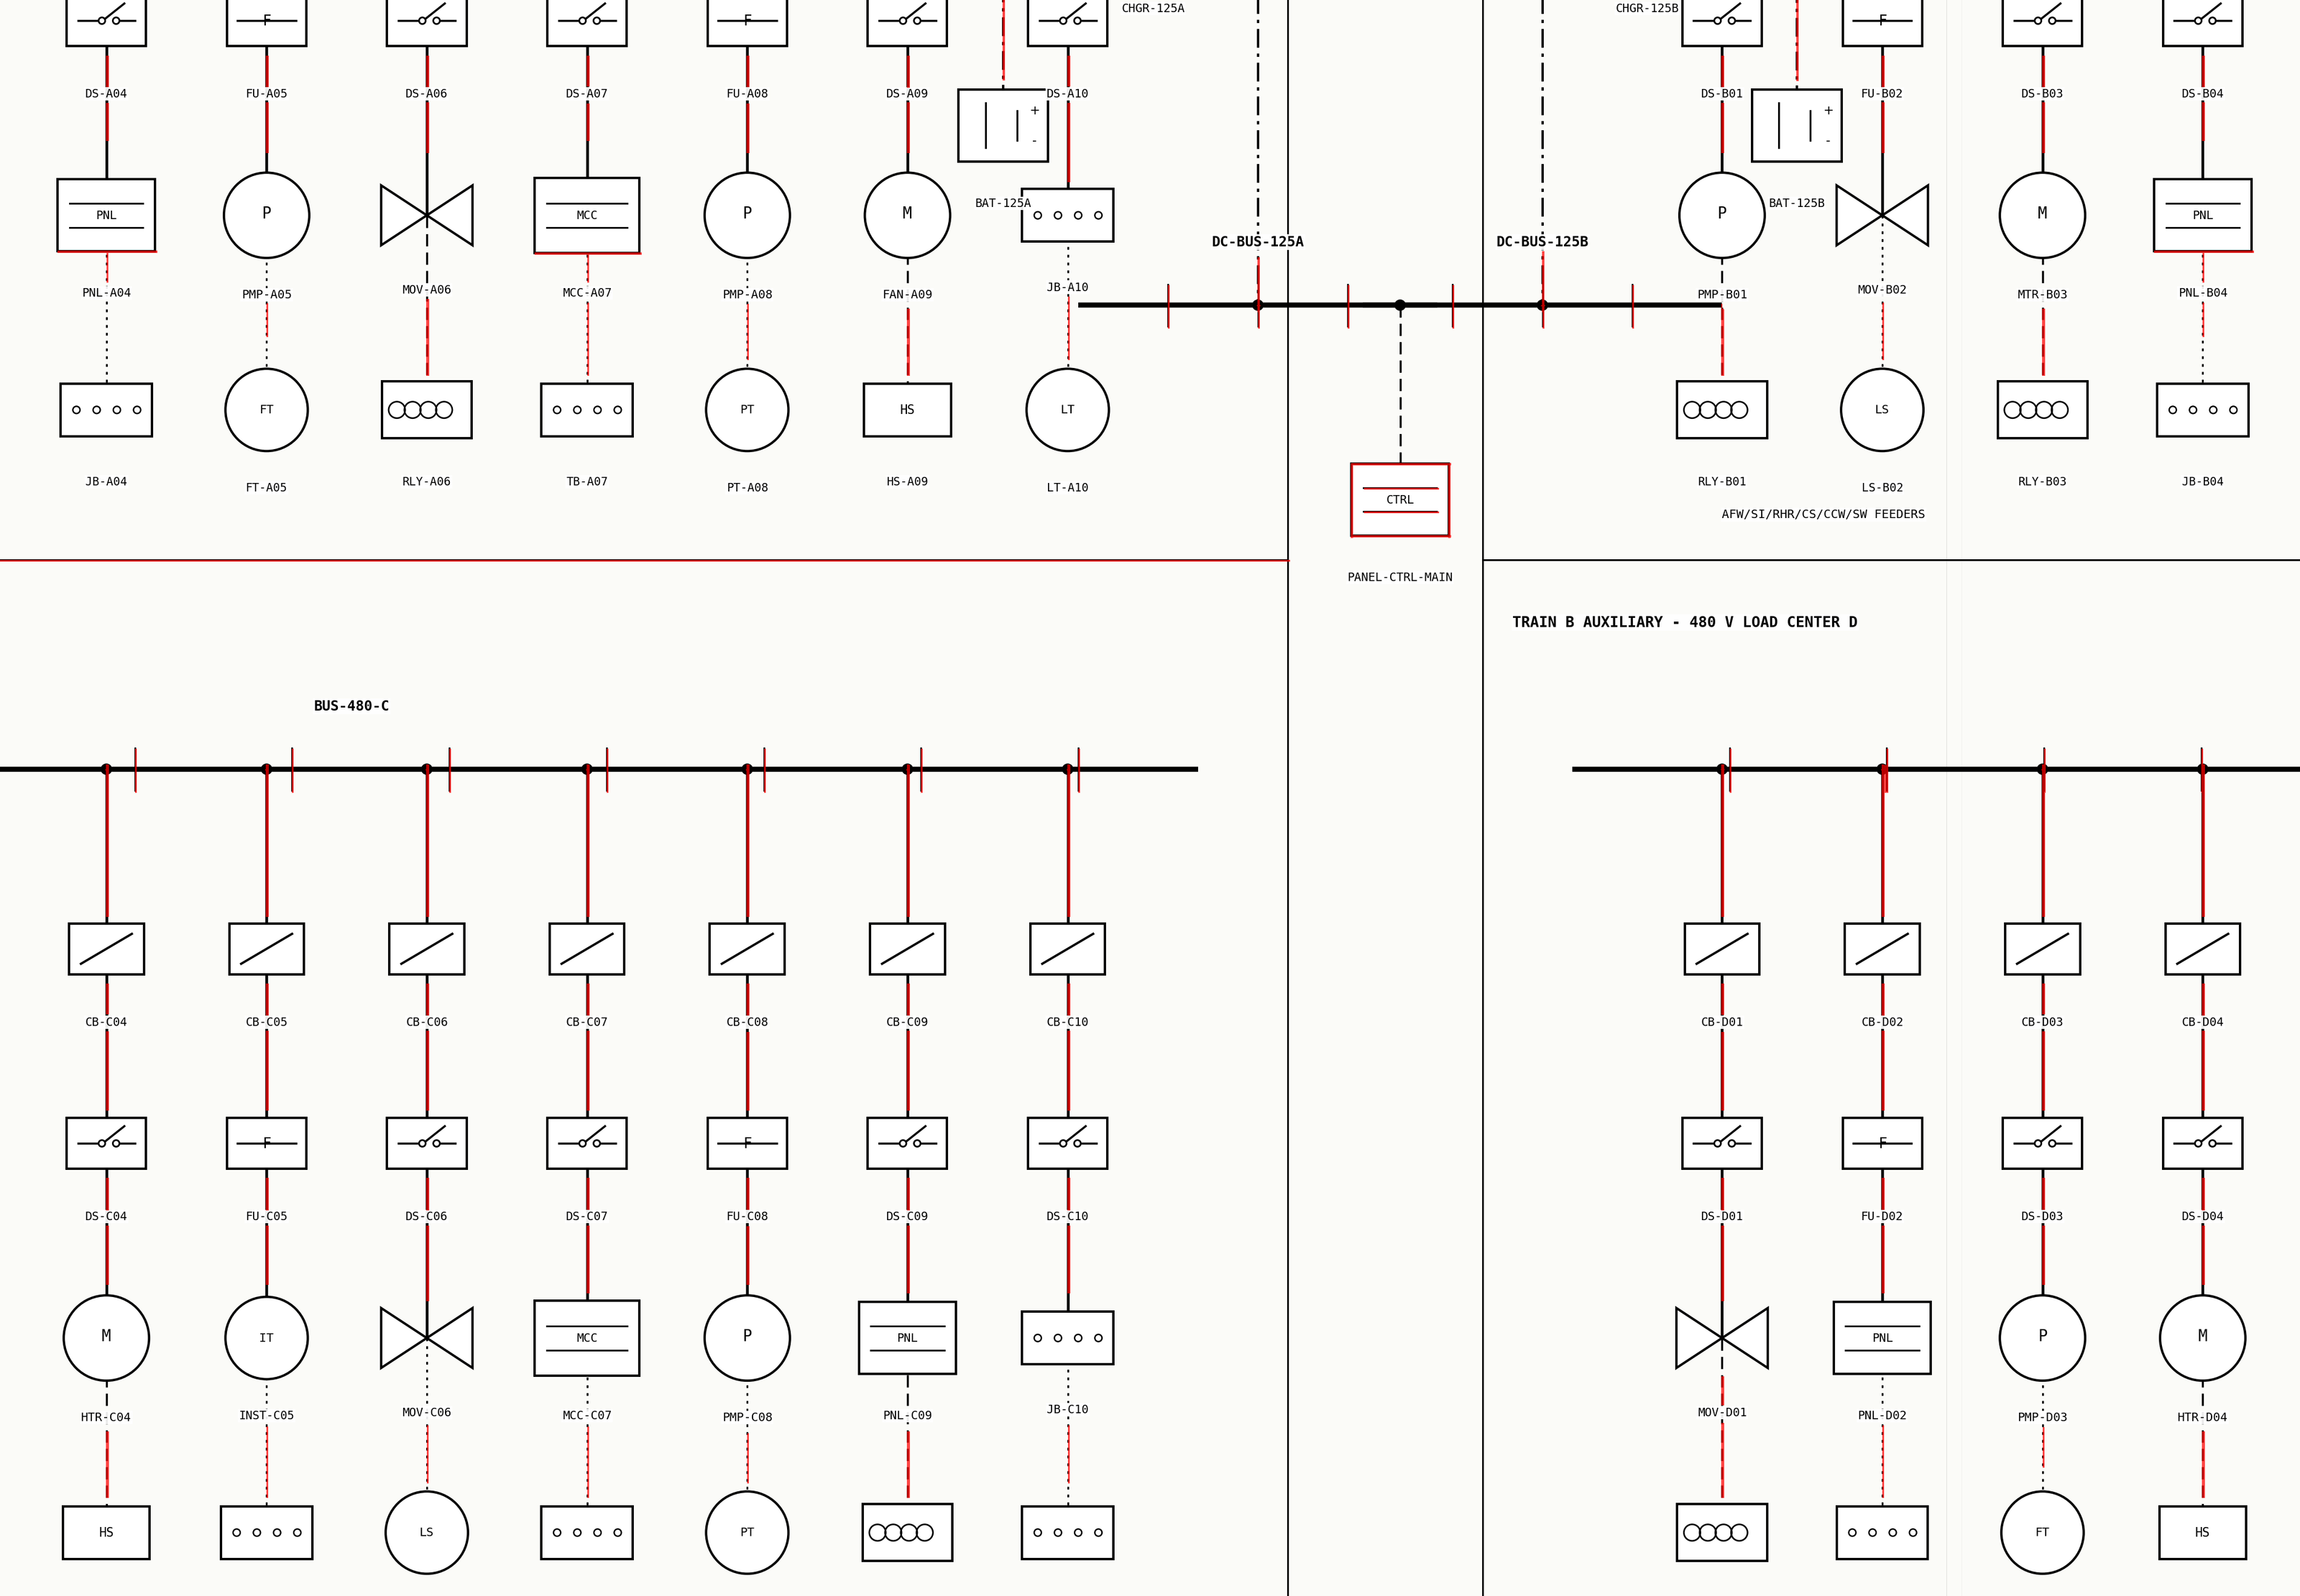 CHGR-125A
CHGR-125B
F
F
F
DS-A04
FU-A05
DS-A06
DS-A07
FU-A08
DS-A09
DS-A10
DS-B01
FU-B02
DS-B03
DS-B04
+
-
+
-
PNL
P
MCC
P
M
BAT-125A
P
BAT-125B
M
PNL
DC-BUS-125A
DC-BUS-125B
PNL-A04
PMP-A05
MOV-A06
MCC-A07
PMP-A08
FAN-A09
JB-A10
PMP-B01
MOV-B02
MTR-B03
PNL-B04
FT
PT
HS
LT
LS
JB-A04
FT-A05
RLY-A06
TB-A07
PT-A08
HS-A09
LT-A10
RLY-B01
LS-B02
RLY-B03
JB-B04
CTRL
AFW/SI/RHR/CS/CCW/SW FEEDERS
PANEL-CTRL-MAIN
TRAIN B AUXILIARY - 480 V LOAD CENTER D
BUS-480-C
CB-C04
CB-C05
CB-C06
CB-C07
CB-C08
CB-C09
CB-C10
CB-D01
CB-D02
CB-D03
CB-D04
F
F
F
DS-C04
FU-C05
DS-C06
DS-C07
FU-C08
DS-C09
DS-C10
DS-D01
FU-D02
DS-D03
DS-D04
M
IT
MCC
P
PNL
PNL
P
M
HTR-C04
INST-C05
MOV-C06
MCC-C07
PMP-C08
PNL-C09
JB-C10
MOV-D01
PNL-D02
PMP-D03
HTR-D04
HS
LS
PT
FT
HS